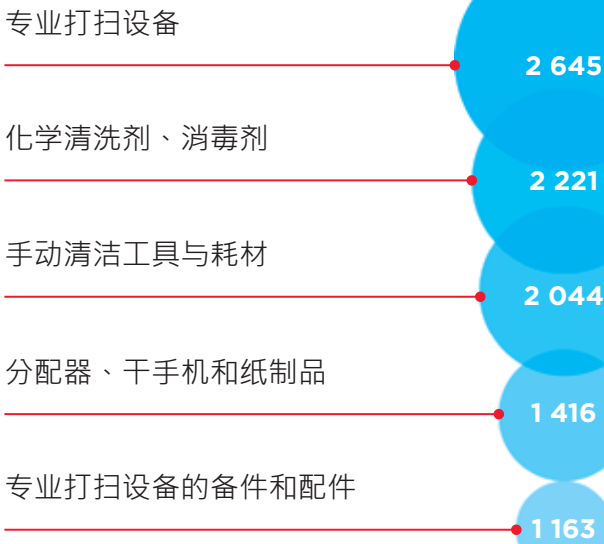 专业打扫设备
2 645
化学清洗剂、消毒剂
2 221
手动清洁工具与耗材
2 044
分配器、干手机和纸制品
1 416
专业打扫设备的备件和配件
1 163